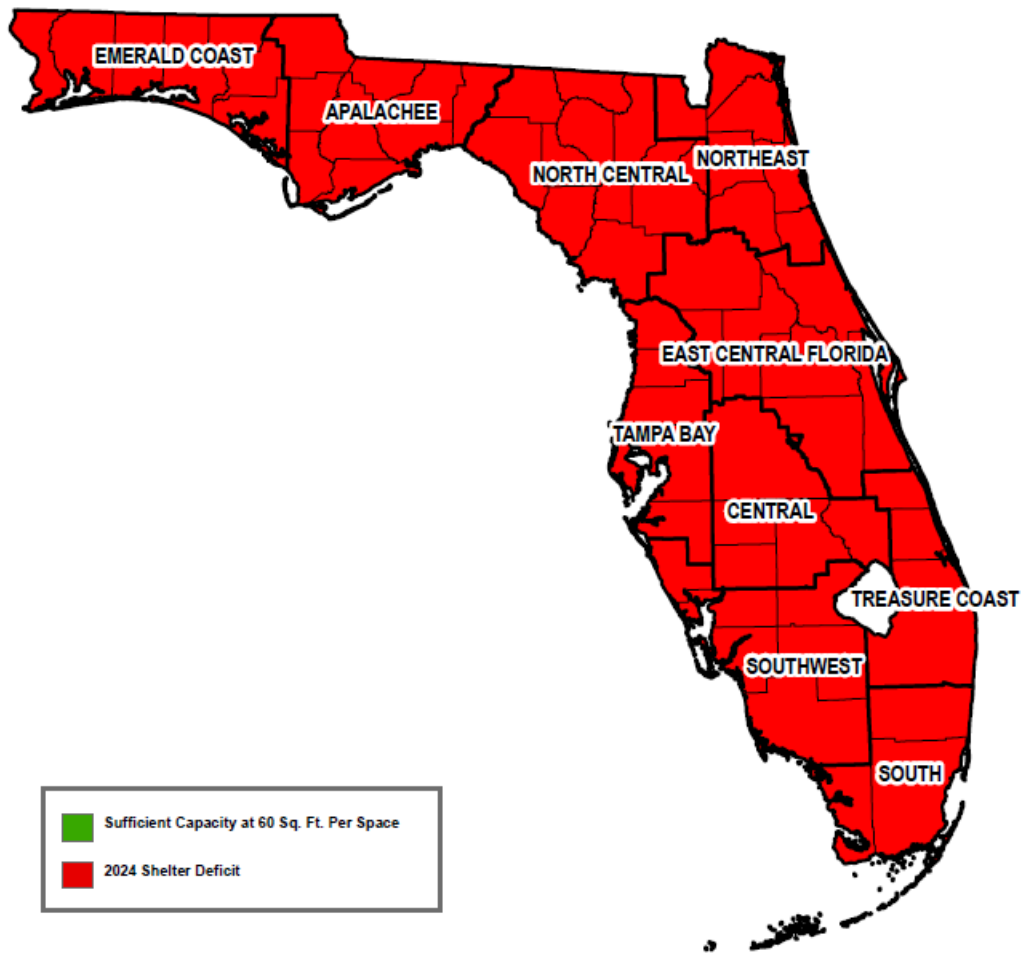 EMERALD COAST
APALACHEE
NORTHEAST
NORTH CENTRAL
EAST CENTRAL FLORIDA
TAMPA BAY
CENTRAL
TREASURE COAST
SOUTHWEST
SOUTH
Sufficient Capacity at 60 Sq. Ft. Per Space
2024 Shelter Deficit